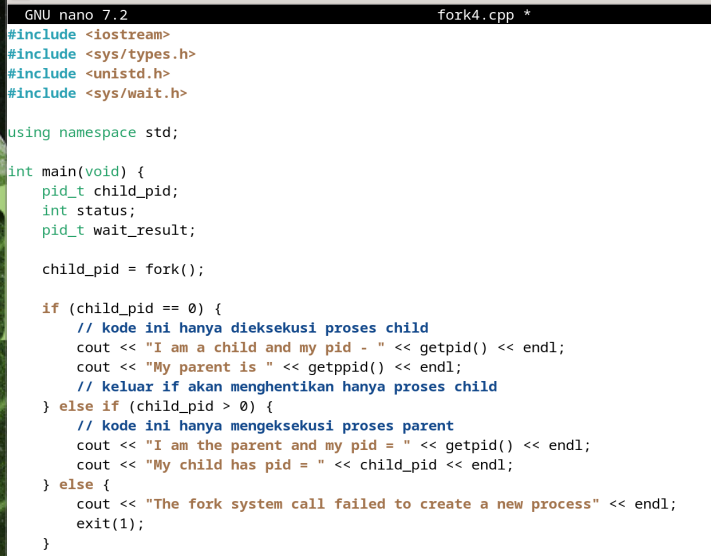 GNU nano 7.2 fork4.cpp *
#include <iostream>
#include <sys/types.h>
#include <unistd.h>
#include <sys/wait.h>
using namespace std;
int main(void) {
    pid_t child_pid;
    int status;
    pid_t wait_result;
    child_pid = fork();
    if (child_pid == 0) {
        // kode ini hanya dieksekusi proses child
        cout << "I am a child and my pid - " << getpid() << endl;
        cout << "My parent is " << getppid() << endl;
        // keluar if akan menghentikan hanya proses child
    } else if (child_pid > 0) {
        // kode ini hanya mengeksekusi proses parent
        cout << "I am the parent and my pid = " << getpid() << endl;
        cout << "My child has pid = " << child_pid << endl;
    } else {
        cout << "The fork system call failed to create a new process" << endl;
        exit(1);
    }